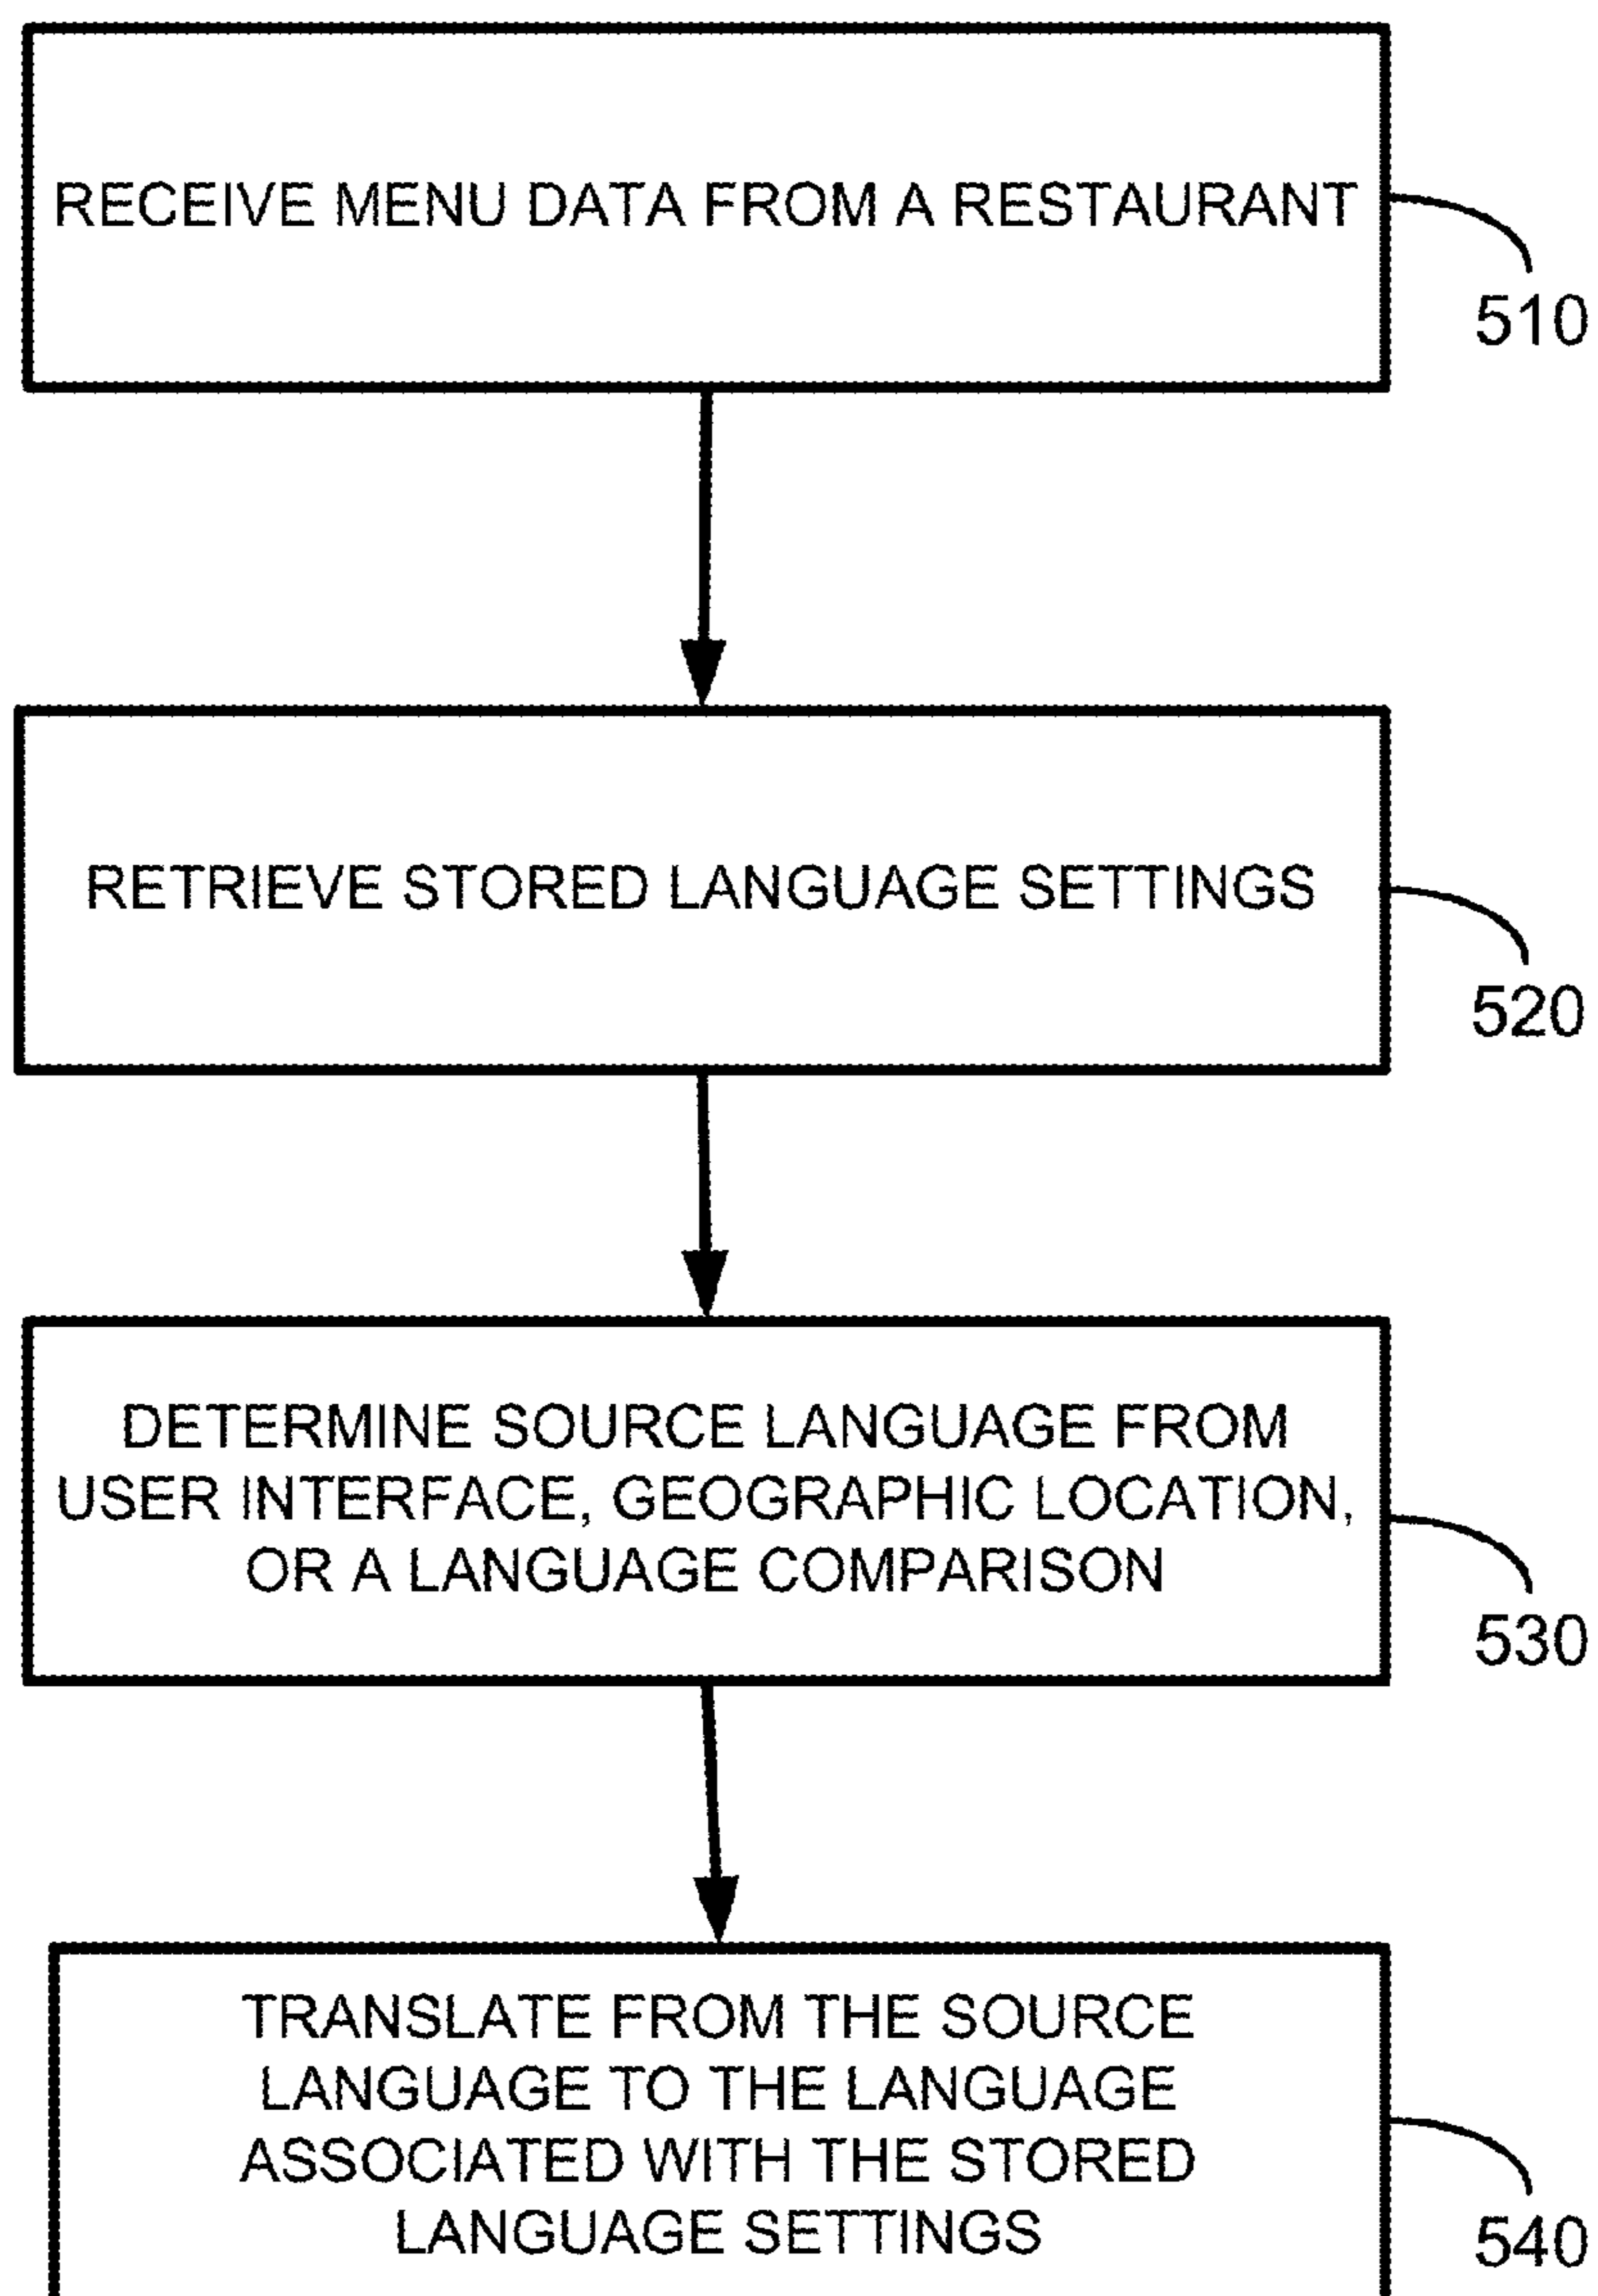 RECEIVE MENU DATA FROM A RESTAURANT
510
RETRIEVE STORED LANGUAGE SETTINGS
520
DETERMINE SOURCE LANGUAGE FROM
USER INTERFACE, GEOGRAPHIC LOCATION,
OR A LANGUAGE COMPARISON
530
TRANSLATE FROM THE SOURCE
LANGUAGE TO THE LANGUAGE
ASSOCIATED WITH THE STORED
LANGUAGE SETTINGS
540